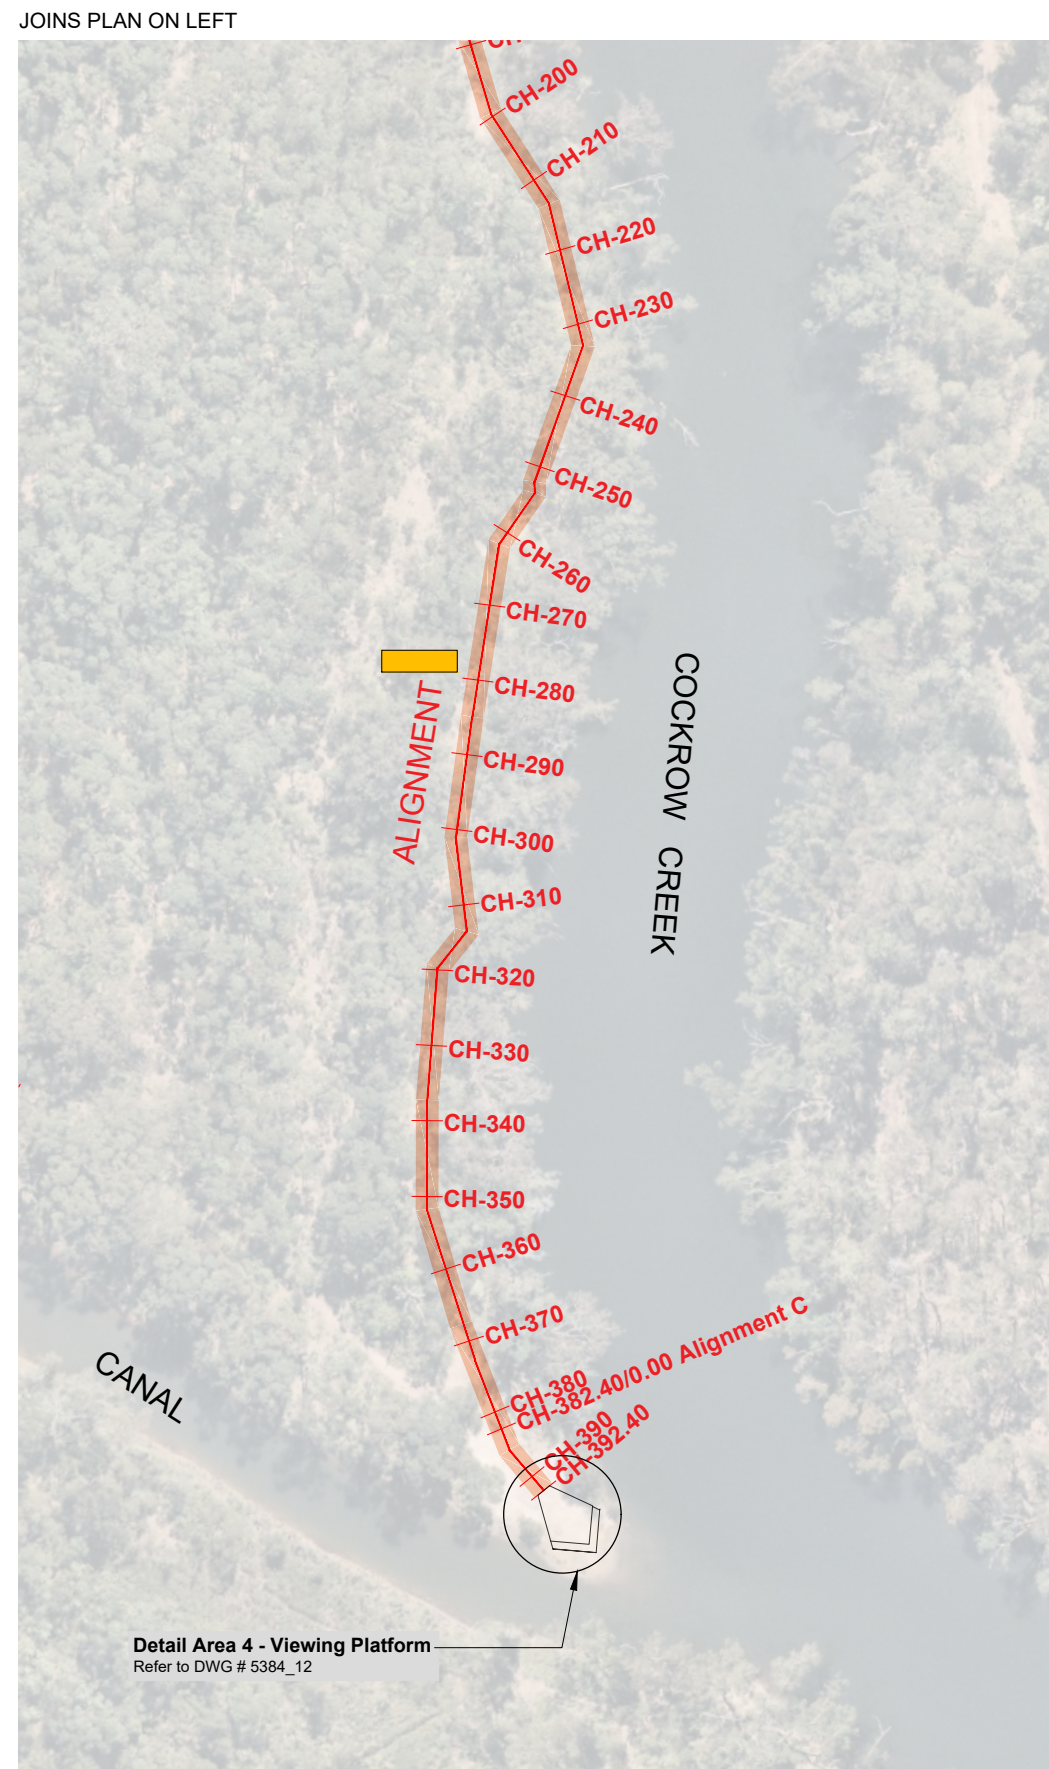 JOINS PLAN ON LEFT
CH-200
CH-210
CH-220
CH-230
CH-240
CH-250
CH-260
CH-270
CH-280
CH-290
CH-300
CH-310
CH-320
CH-330
CH-340
CH-350
CH-360
CH-370
CH-380
CH-382.40/0.00 Alignment C
CH-390
CH-392.40
ALIGNMENT
COCKROW CREEK
CANAL
Detail Area 4 - Viewing Platform
Refer to DWG # 5384_12